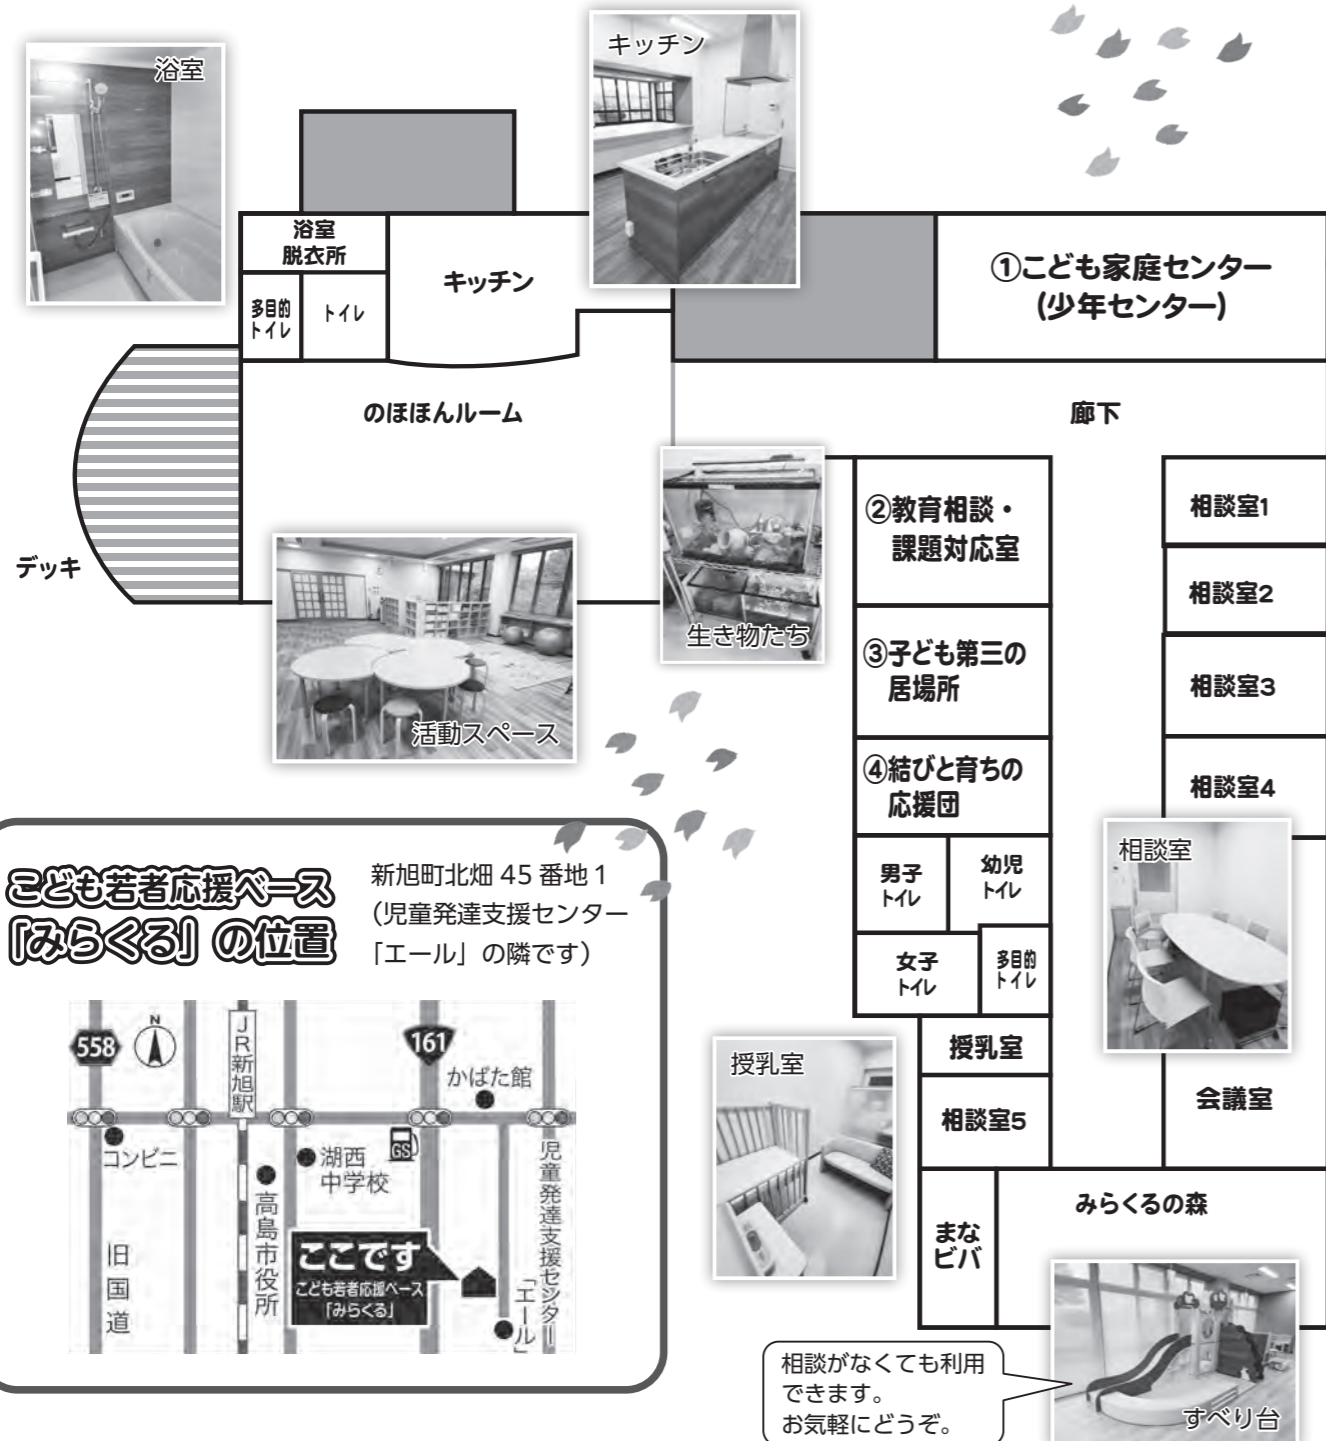 浴室
キッチン
浴室
脱衣所
多目的
トイレ
トイレ
キッチン
①こども家庭センター
(少年センター)
のほほんルーム
廊下
デッキ
活動スペース
生き物たち
②教育相談・
課題対応室
③子ども第三の
居場所
④結びと育ちの
応援団
男子
トイレ
幼児
トイレ
女子
トイレ
多目的
トイレ
授乳室
相談室5
まな
ビバ
みらくるの森
相談室1
相談室2
相談室3
相談室4
相談室
会議室
授乳室
すべり台
相談がなくても利用
できます。
お気軽にどうぞ。
こども若者応援ベース
「みらくる」の位置
新旭町北畑 45 番地 1
(児童発達支援センター
「エール」の隣です)
558
N
JR新旭駅
161
かばた館
コンビニ
湖西
中学校
GS
高島市役所
旧国道
児童発達支援センター
「エール」
ここです
こども若者応援ベース
「みらくる」